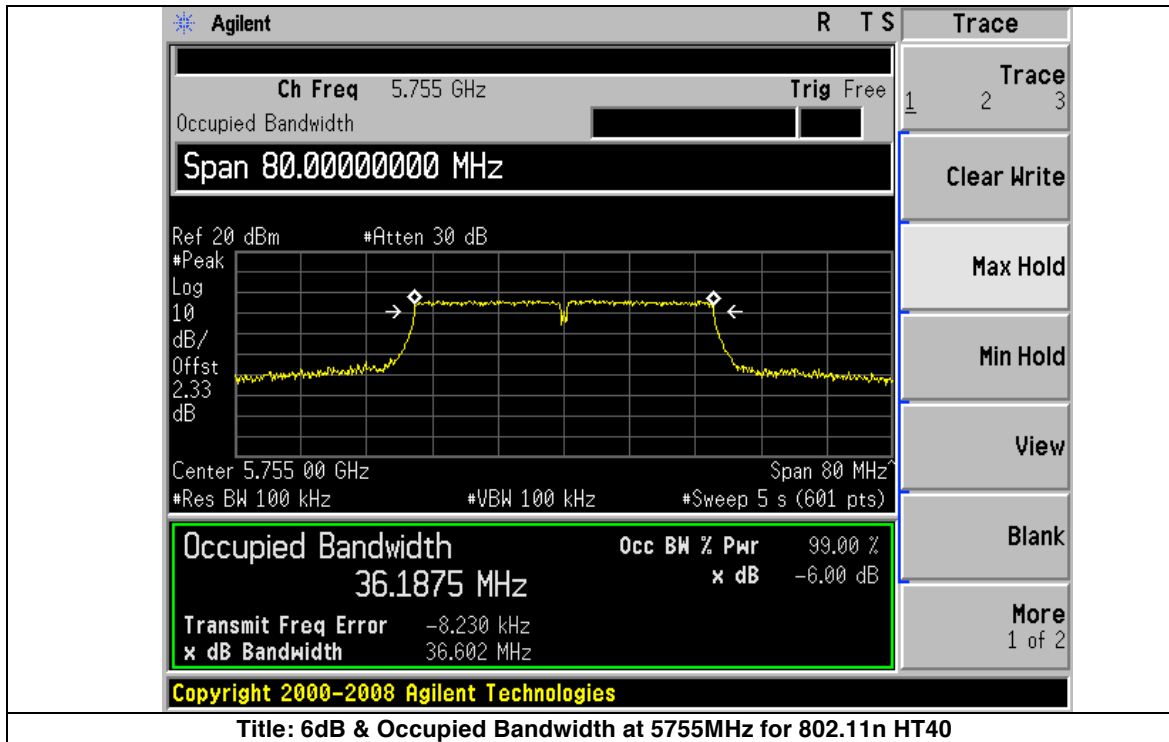 Agilent R T S Trace
Ch Freq 5.755 GHz Trig Free
Occupied Bandwidth
Span 80.00000000 MHz
Ref 20 dBm #Atten 30 dB
#Peak
Log
10
dB/
Offst
2.33
dB
Center 5.755 00 GHz Span 80 MHz^
#Res BW 100 kHz #VBW 100 kHz #Sweep 5 s (601 pts)
Occupied Bandwidth Occ BW % Pwr 99.00 %
36.1875 MHz x dB -6.00 dB
Transmit Freq Error -8.230 kHz
x dB Bandwidth 36.602 MHz
Copyright 2000-2008 Agilent Technologies
Trace
1 2 3
Clear Write
Max Hold
Min Hold
View
Blank
More
1 of 2
Title: 6dB & Occupied Bandwidth at 5755MHz for 802.11n HT40